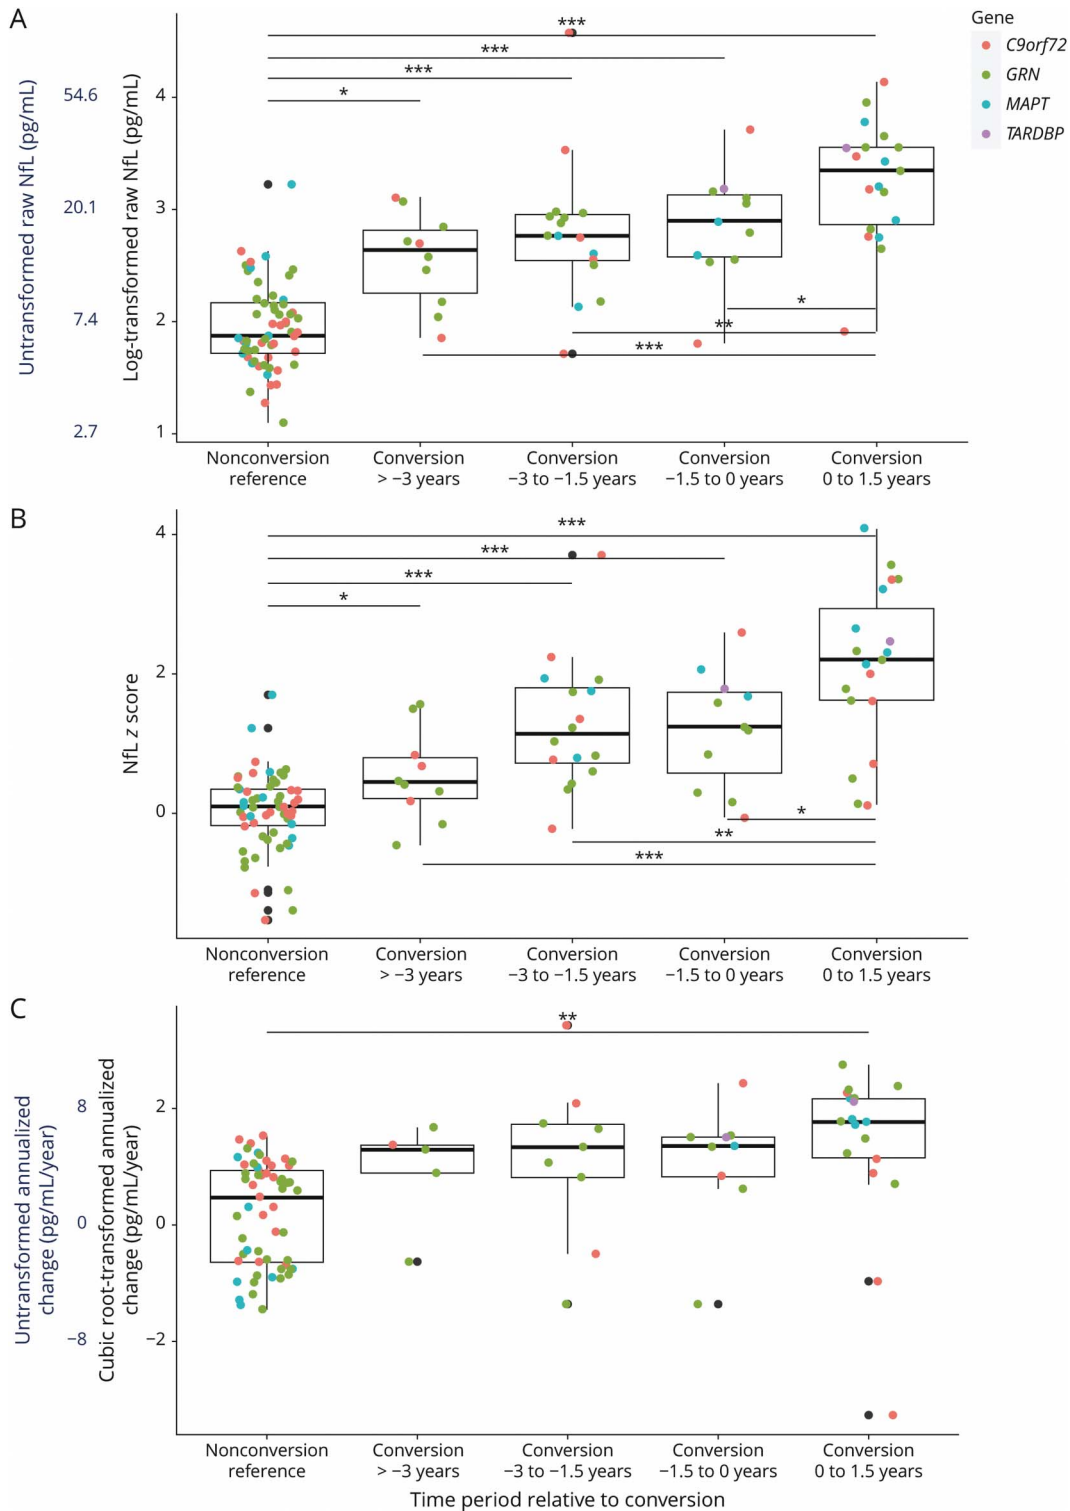 A
Gene
C9orf72
GRN
MAPT
TARDBP
Untransformed raw NfL (pg/mL)
Log-transformed raw NfL (pg/mL)
54.6
20.1
7.4
2.7
4
3
2
1
***
***
***
*
*
**
***
Nonconversion
reference
Conversion
> −3 years
Conversion
−3 to −1.5 years
Conversion
−1.5 to 0 years
Conversion
0 to 1.5 years
B
NfL z score
4
2
0
***
***
***
*
*
**
***
Nonconversion
reference
Conversion
> −3 years
Conversion
−3 to −1.5 years
Conversion
−1.5 to 0 years
Conversion
0 to 1.5 years
C
Untransformed annualized
change (pg/mL/year)
Cubic root-transformed annualized
change (pg/mL/year)
8
0
−8
2
0
−2
**
Nonconversion
reference
Conversion
> −3 years
Conversion
−3 to −1.5 years
Conversion
−1.5 to 0 years
Conversion
0 to 1.5 years
Time period relative to conversion